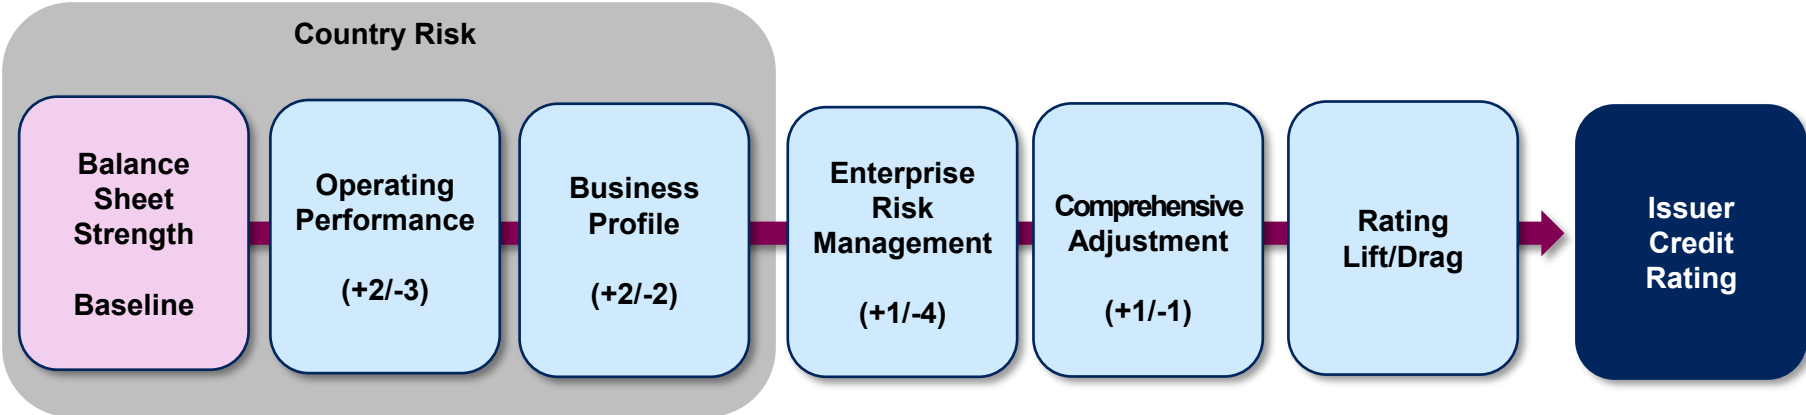 Country Risk
Balance
Sheet
Strength
Baseline
Operating
Performance
(+2/-3)
Business
Profile
(+2/-2)
Enterprise
Risk
Management
(+1/-4)
Comprehensive
Adjustment
(+1/-1)
Rating
Lift/Drag
Issuer
Credit
Rating